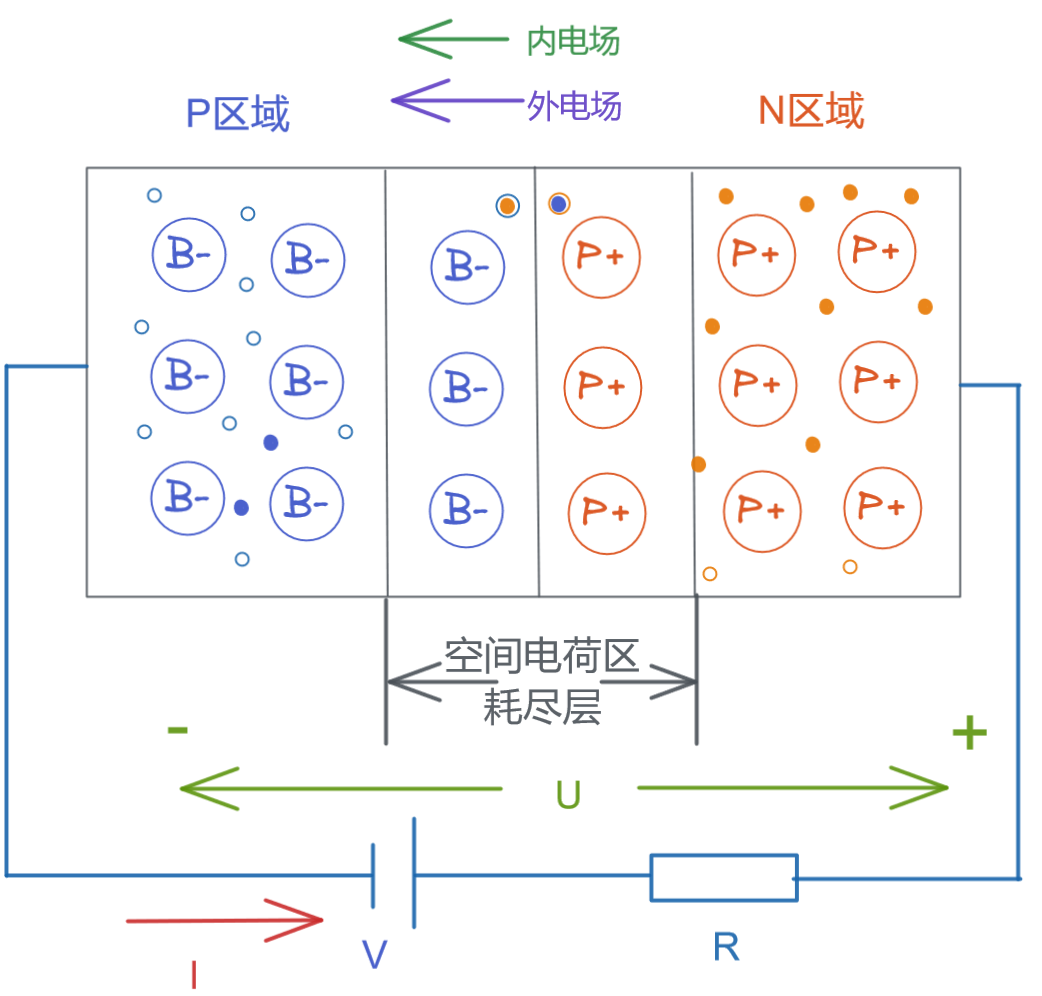 内电场
外电场
P区域
N区域
B- B- B- P+ P+ P+
B- B- B- P+ P+ P+
B- B- B- P+ P+ P+
空间电荷区
耗尽层
- +
U
I
V
R